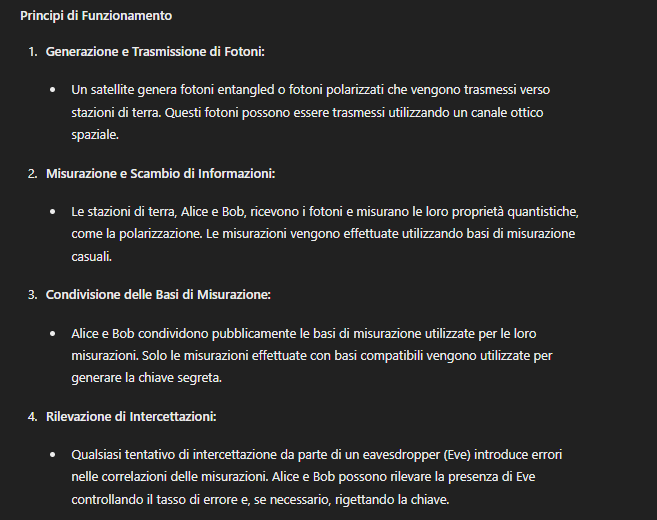 Principi di Funzionamento
1. Generazione e Trasmissione di Fotoni:
• Un satellite genera fotoni entangled o fotoni polarizzati che vengono trasmessi verso
stazioni di terra. Questi fotoni possono essere trasmessi utilizzando un canale ottico
spaziale.
2. Misurazione e Scambio di Informazioni:
• Le stazioni di terra, Alice e Bob, ricevono i fotoni e misurano le loro proprietà quantistiche,
come la polarizzazione. Le misurazioni vengono effettuate utilizzando basi di misurazione
casuali.
3. Condivisione delle Basi di Misurazione:
• Alice e Bob condividono pubblicamente le basi di misurazione utilizzate per le loro
misurazioni. Solo le misurazioni effettuate con basi compatibili vengono utilizzate per
generare la chiave segreta.
4. Rilevazione di Intercettazioni:
• Qualsiasi tentativo di intercettazione da parte di un eavesdropper (Eve) introduce errori
nelle correlazioni delle misurazioni. Alice e Bob possono rilevare la presenza di Eve
controllando il tasso di errore e, se necessario, rigettando la chiave.